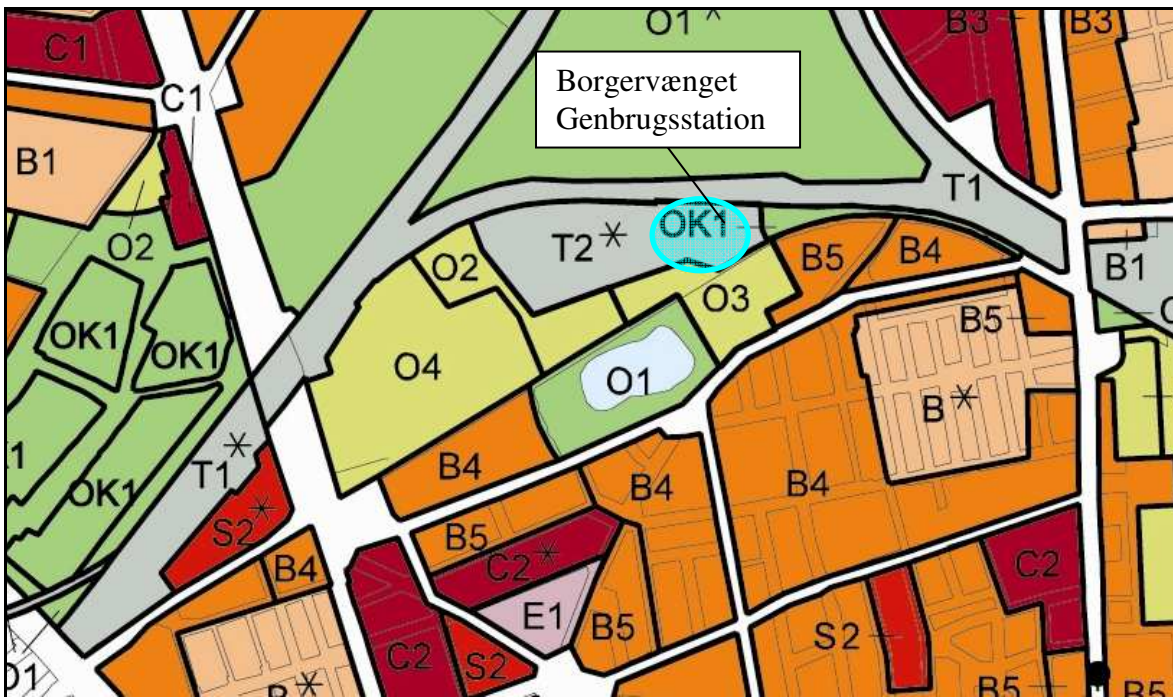 C1
O1*
B3
B3
B2
Borgervænget
Genbrugsstation
C1
B1
T1
O2
OK1
T2*
B5
B4
B1
O2
O3
OK1
OK1
B5
O4
O1
B*
T1*
B4
B4
B4
OK1
S2*
B5
C2*
B4
C2
E1
B5
S2
C2
S2
B*
B5
B5